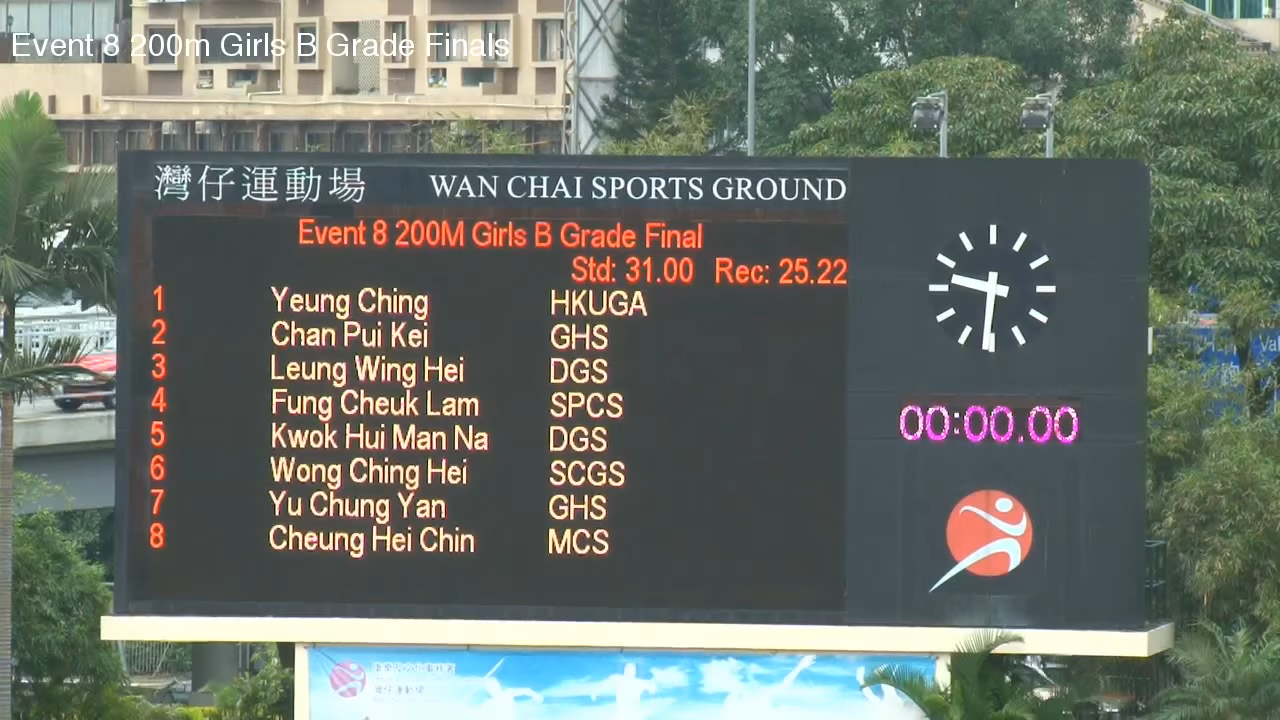 Event 8 200m Girls B Grade Finals
灣仔運動場 WAN CHAI SPORTS GROUND
Event 8 200M Girls B Grade Final
Std: 31.00 Rec: 25.22
1 Yeung Ching HKUGA
2 Chan Pui Kei GHS
3 Leung Wing Hei DGS
4 Fung Cheuk Lam SPCS
5 Kwok Hui Man Na DGS
6 Wong Ching Hei SCGS
7 Yu Chung Yan GHS
8 Cheung Hei Chin MCS
00:00.00